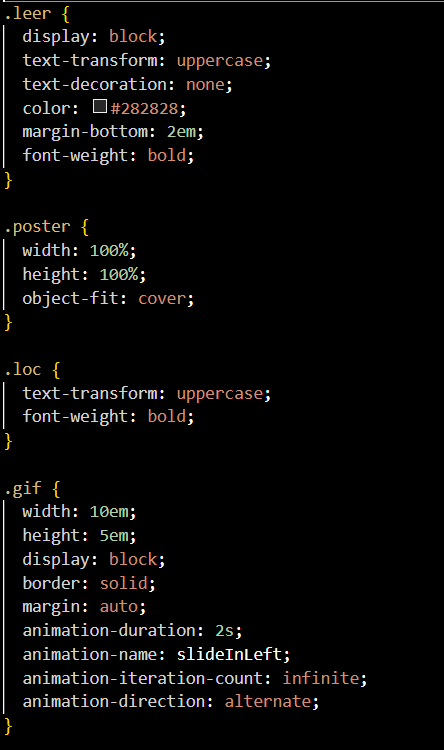 .leer {
  display: block;
  text-transform: uppercase;
  text-decoration: none;
  color: #282828;
  margin-bottom: 2em;
  font-weight: bold;
}

.poster {
  width: 100%;
  height: 100%;
  object-fit: cover;
}

.loc {
  text-transform: uppercase;
  font-weight: bold;
}

.gif {
  width: 10em;
  height: 5em;
  display: block;
  border: solid;
  margin: auto;
  animation-duration: 2s;
  animation-name: slideInLeft;
  animation-iteration-count: infinite;
  animation-direction: alternate;
}